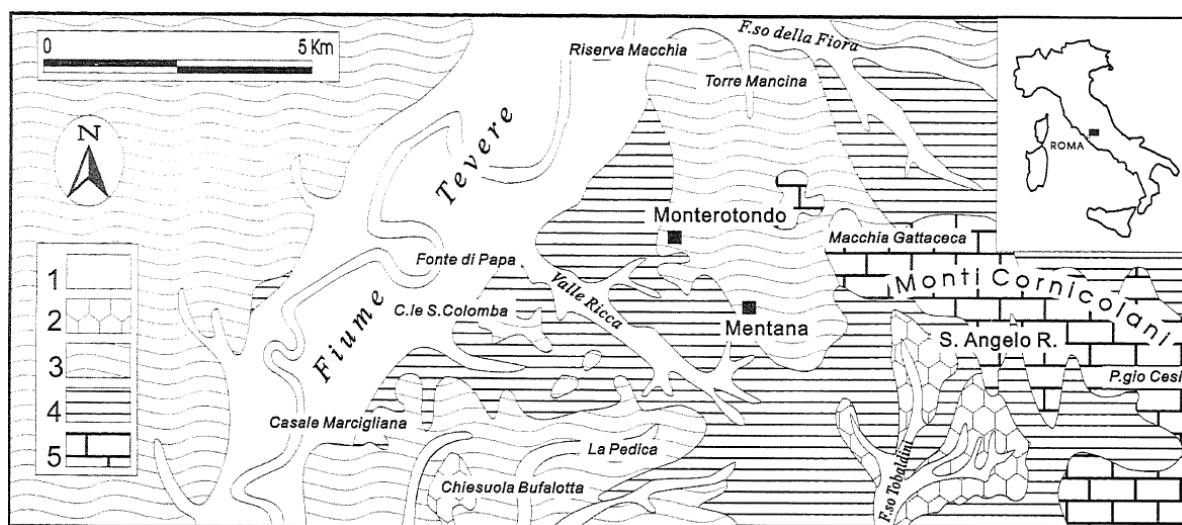 0 5 Km
N
1
2
3
4
5
Riserva Macchia
F.so della Fiora
Torre Mancina
ROMA
Tevere
Monterotondo
Macchia Gattaceca
Fonte di Papa
Monti Cornicolani
Valle Ricca
C.le S.Colomba
Mentana
Fiume
S. Angelo R.
P.gio Cesi
Casale Marcigliana
La Pedica
Chiesuola Bufalotta
F.so Tobaldini